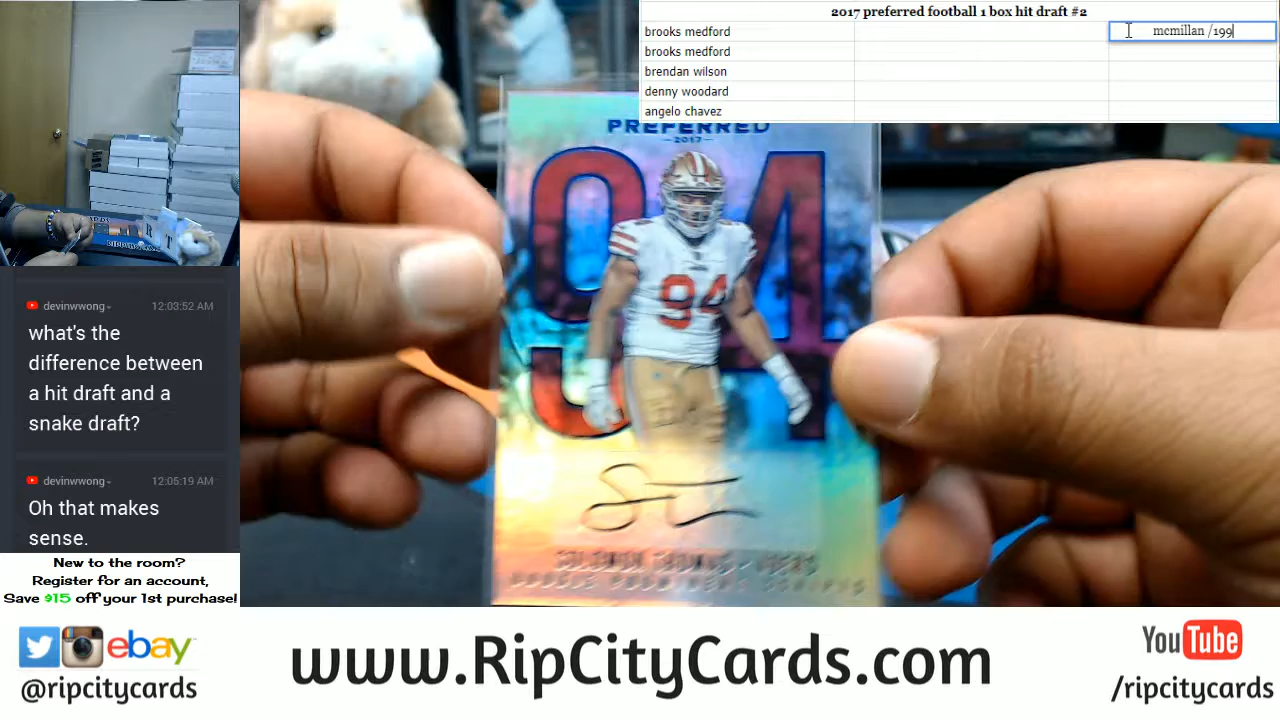 2017 preferred football 1 box hit draft #2
brooks medford
mcmillan /199
brooks medford
brendan wilson
denny woodard
angelo chavez
PREFERRED
2017
94
94
SOLOMON THOMAS
devinwwong
12:03:52 AM
what's the
difference between
a hit draft and a
snake draft?
devinwwong
12:05:19 AM
Oh that makes
sense.
New to the room?
Register for an account,
Save $15 off your 1st purchase!
ebay
@ripcitycards
www.RipCityCards.com
YouTube
/ripcitycards